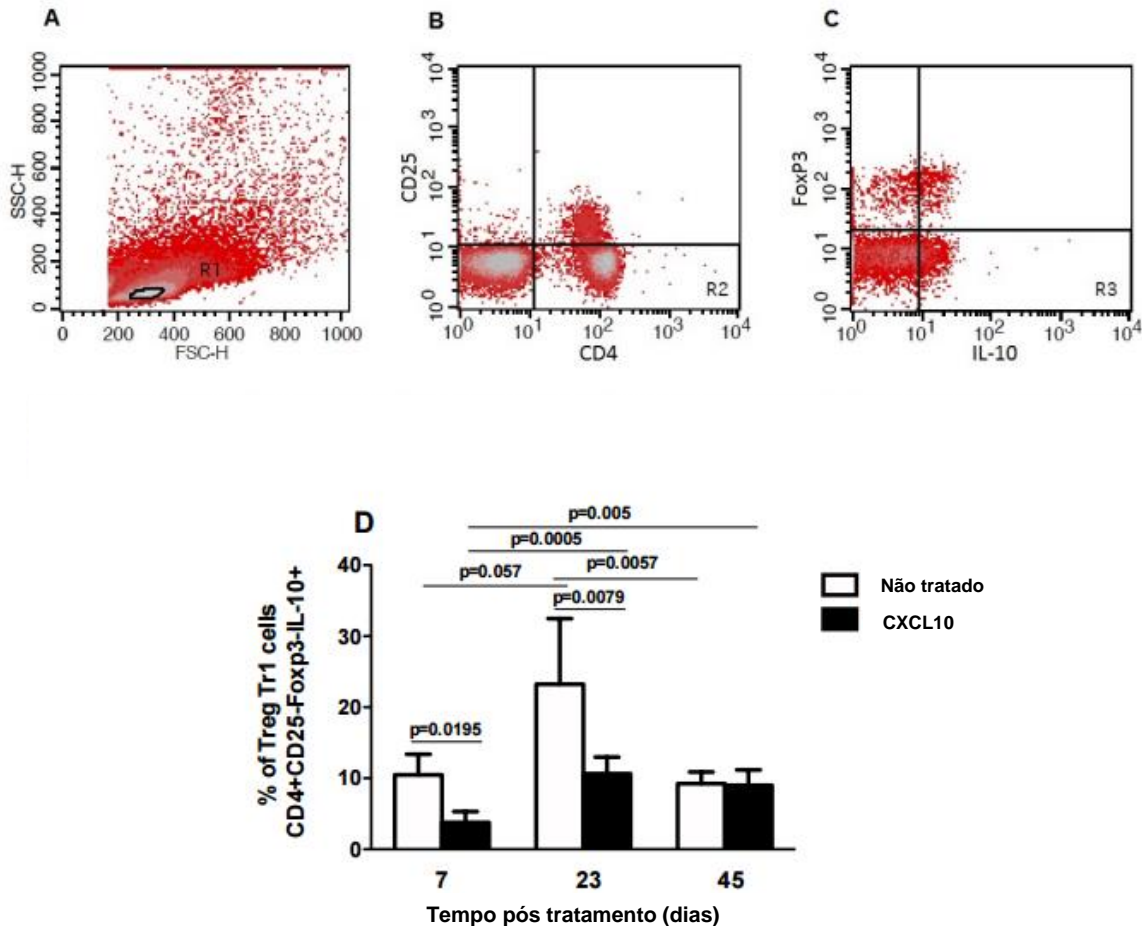 A
1000
800
600
400
200
0
SSC-H
R1
0 200 400 600 800 1000
FSC-H
B
10^4
10^3
10^2
10^1
10^0
CD25
R2
10^0 10^1 10^2 10^3 10^4
CD4
C
10^4
10^3
10^2
10^1
10^0
FoxP3
R3
10^0 10^1 10^2 10^3 10^4
IL-10
D
p=0.005
p=0.0005
p=0.057 p=0.0057
p=0.0079
p=0.0195
40
30
20
10
0
% of Treg Tr1 cells
CD4+CD25-Foxp3-IL-10+
7 23 45
Tempo pós tratamento (dias)
Não tratado
CXCL10